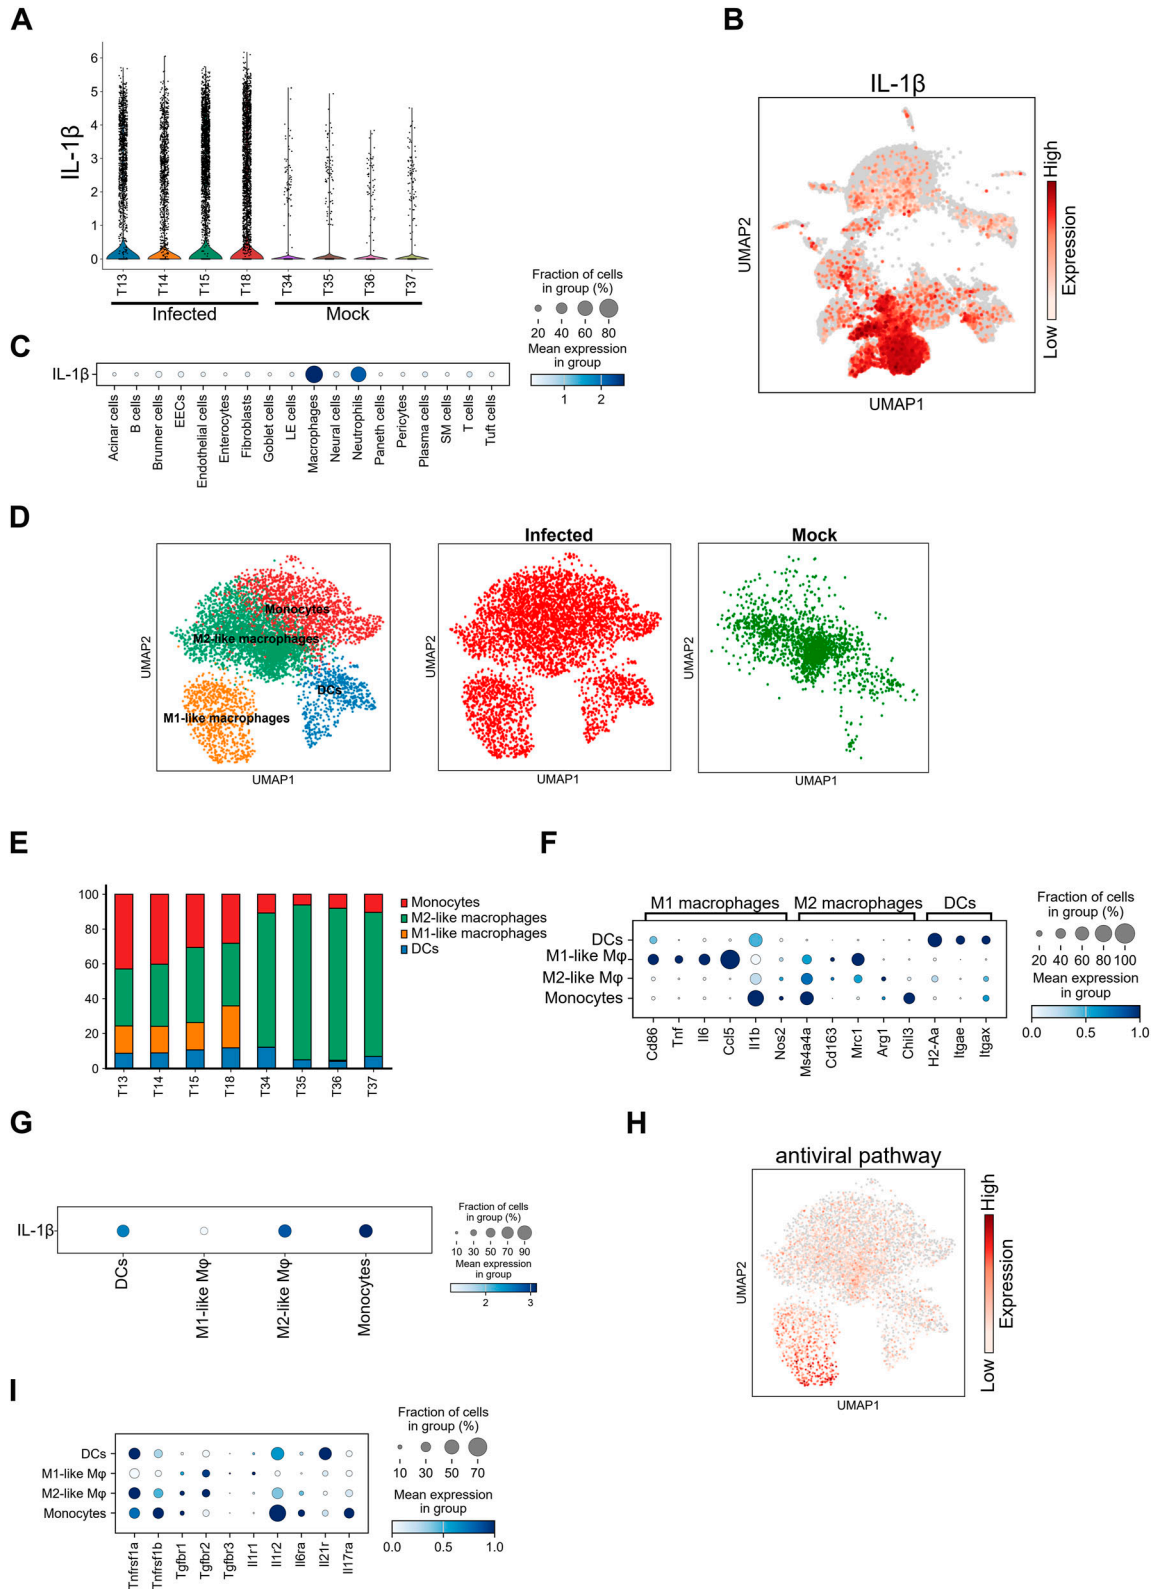 A
IL-1β
6
5
4
3
2
1
0
T13
T14
T15
T18
T34
T35
T36
T37
Infected
Mock
B
IL-1β
UMAP2
UMAP1
High
Expression
Low
C
IL-1β
Acinar cells
B cells
Brunner cells
EECs
Endothelial cells
Enterocytes
Fibroblasts
Goblet cells
LE cells
Macrophages
Neural cells
Neutrophils
Paneth cells
Pericytes
Plasma cells
SM cells
T cells
Tuft cells
Fraction of cells
in group (%)
20 40 60 80
Mean expression
in group
1 2
D
Monocytes
M2-like macrophages
DCs
M1-like macrophages
UMAP2
UMAP1
Infected
UMAP2
UMAP1
Mock
UMAP2
UMAP1
E
100
80
60
40
20
0
T13
T14
T15
T18
T34
T35
T36
T37
Monocytes
M2-like macrophages
M1-like macrophages
DCs
F
M1 macrophages M2 macrophages DCs
DCs
M1-like Mφ
M2-like Mφ
Monocytes
Cd86
Tnf
Il6
Ccl5
Il1b
Nos2
Ms4a4a
Cd163
Mrc1
Arg1
Chil3
H2-Aa
Itgae
Itgax
Fraction of cells
in group (%)
20 40 60 80 100
Mean expression
in group
0.0 0.5 1.0
G
IL-1β
DCs
M1-like Mφ
M2-like Mφ
Monocytes
Fraction of cells
in group (%)
10 30 50 70 90
Mean expression
in group
2 3
H
antiviral pathway
UMAP2
UMAP1
High
Expression
Low
I
DCs
M1-like Mφ
M2-like Mφ
Monocytes
Tnfrsf1a
Tnfrsf1b
Tgfbr1
Tgfbr2
Tgfbr3
Il1r1
Il1r2
Il6ra
Il21r
Il17ra
Fraction of cells
in group (%)
10 30 50 70
Mean expression
in group
0.0 0.5 1.0